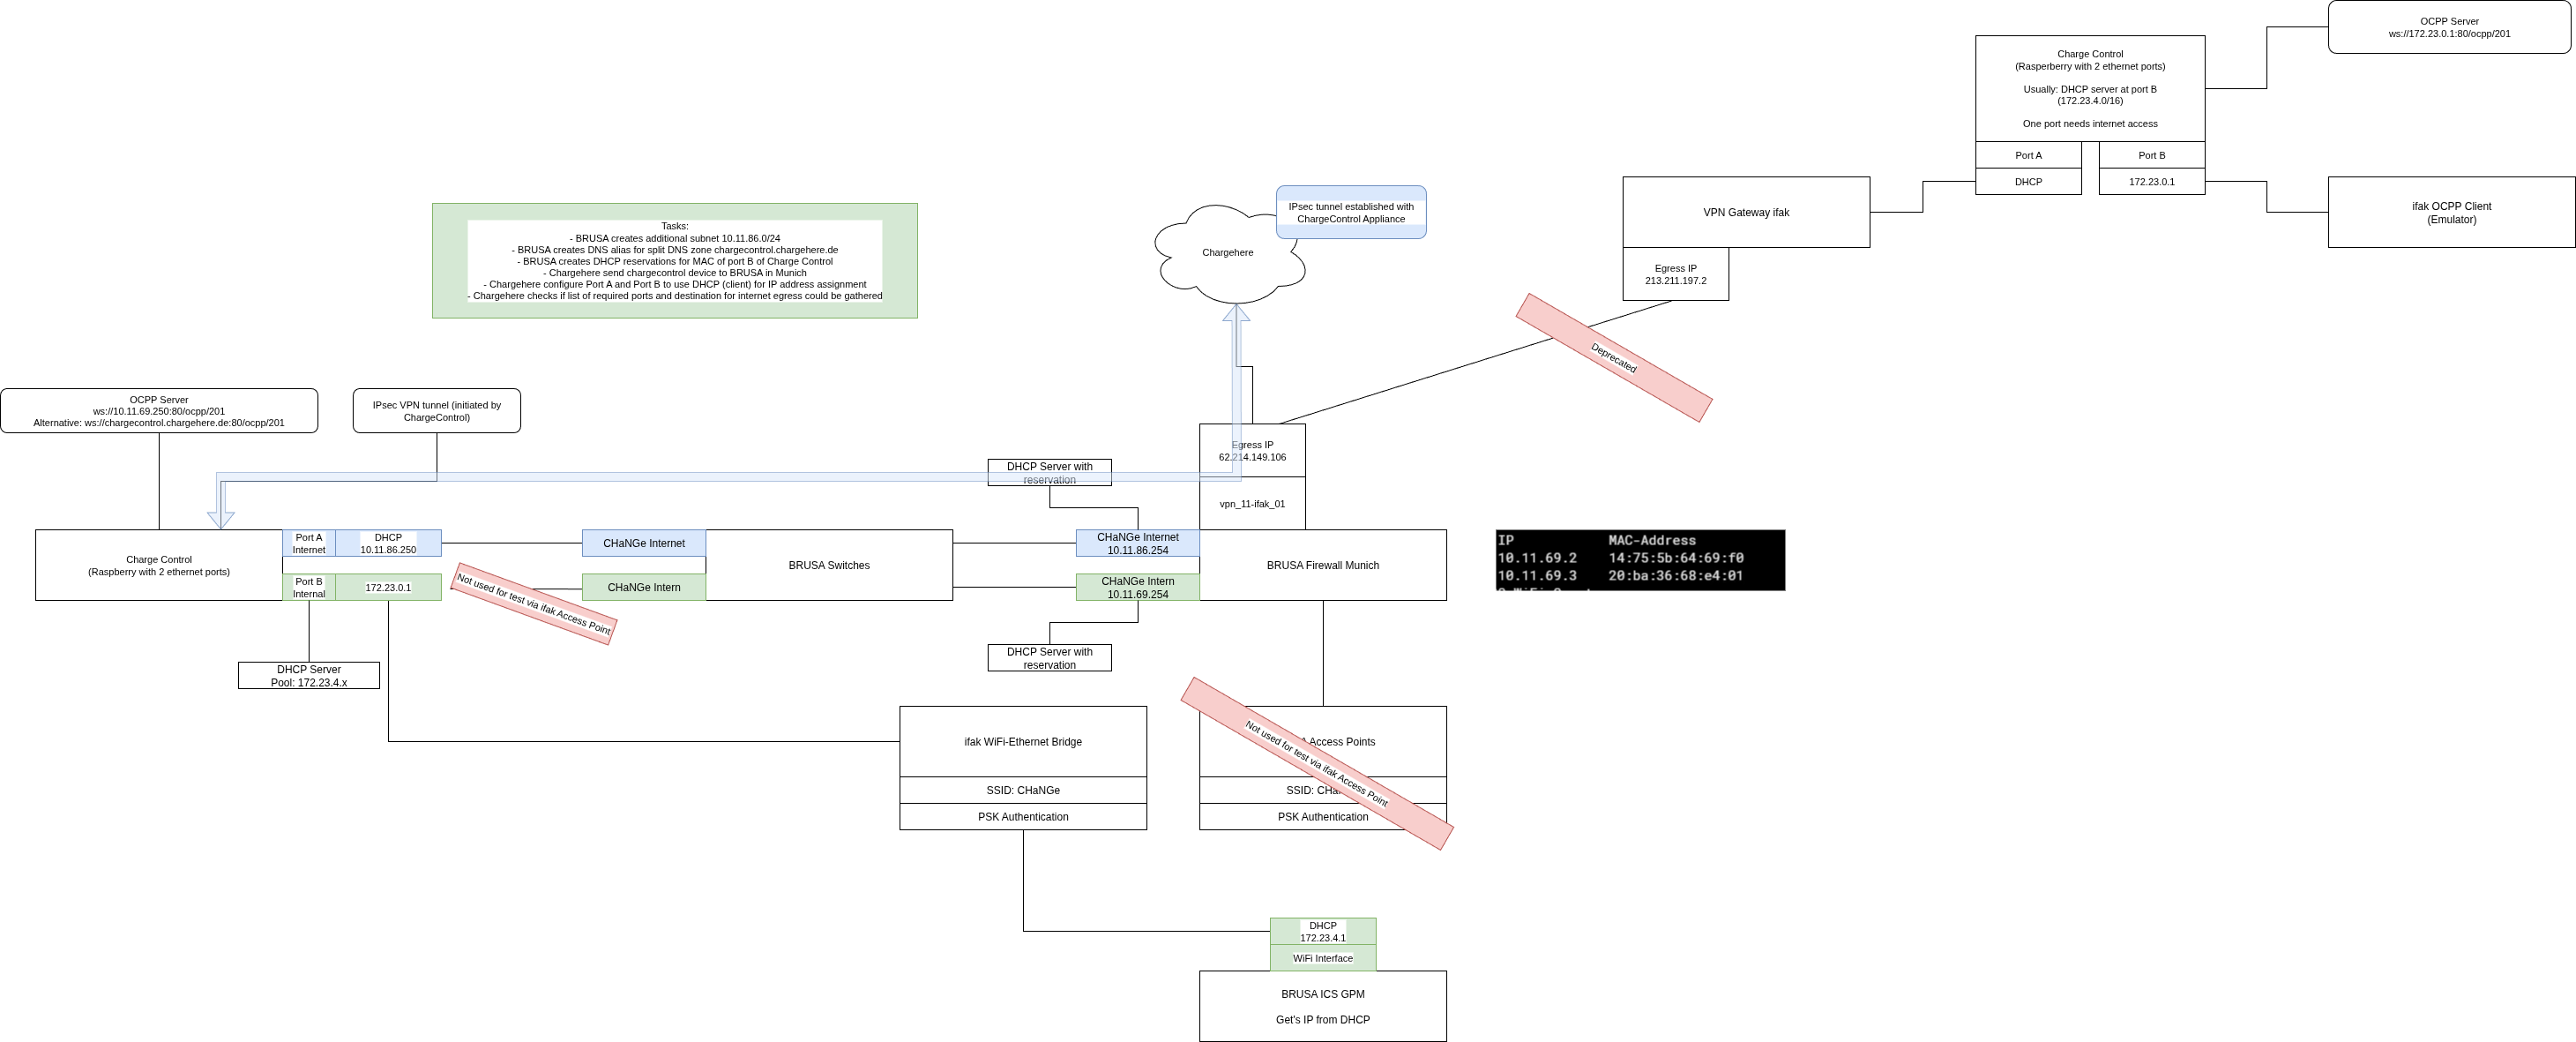 OCPP Server
ws://172.23.0.1:80/ocpp/201
Charge Control
(Rasperberry with 2 ethernet ports)
Usually: DHCP server at port B
(172.23.4.0/16)
One port needs internet access
Port A
Port B
DHCP
172.23.0.1
VPN Gateway ifak
ifak OCPP Client
(Emulator)
Egress IP
213.211.197.2
IPsec tunnel established with
ChargeControl Appliance
Chargehere
Tasks:
- BRUSA creates additional subnet 10.11.86.0/24
- BRUSA creates DNS alias for split DNS zone chargecontrol.chargehere.de
- BRUSA creates DHCP reservations for MAC of port B of Charge Control
- Chargehere send chargecontrol device to BRUSA in Munich
- Chargehere configure Port A and Port B to use DHCP (client) for IP address assignment
- Chargehere checks if list of required ports and destination for internet egress could be gathered
Deprecated
OCPP Server
ws://10.11.69.250:80/ocpp/201
Alternative: ws://chargecontrol.chargehere.de:80/ocpp/201
IPsec VPN tunnel (initiated by
ChargeControl)
Egress IP
62.214.149.106
DHCP Server with
reservation
vpn_11-ifak_01
Charge Control
(Raspberry with 2 ethernet ports)
Port A
Internet
DHCP
10.11.86.250
Port B
Internal
172.23.0.1
CHaNGe Internet
CHaNGe Intern
BRUSA Switches
CHaNGe Internet
10.11.86.254
CHaNGe Intern
10.11.69.254
BRUSA Firewall Munich
IP MAC-Address
10.11.69.2 14:75:5b:64:69:f0
10.11.69.3 20:ba:36:68:e4:01
Not used for test via ifak Access Point
DHCP Server
Pool: 172.23.4.x
DHCP Server with
reservation
ifak WiFi-Ethernet Bridge
SSID: CHaNGe
PSK Authentication
Access Points
Not used for test via ifak Access Point
SSID:
PSK Authentication
DHCP
172.23.4.1
WiFi Interface
BRUSA ICS GPM
Get's IP from DHCP